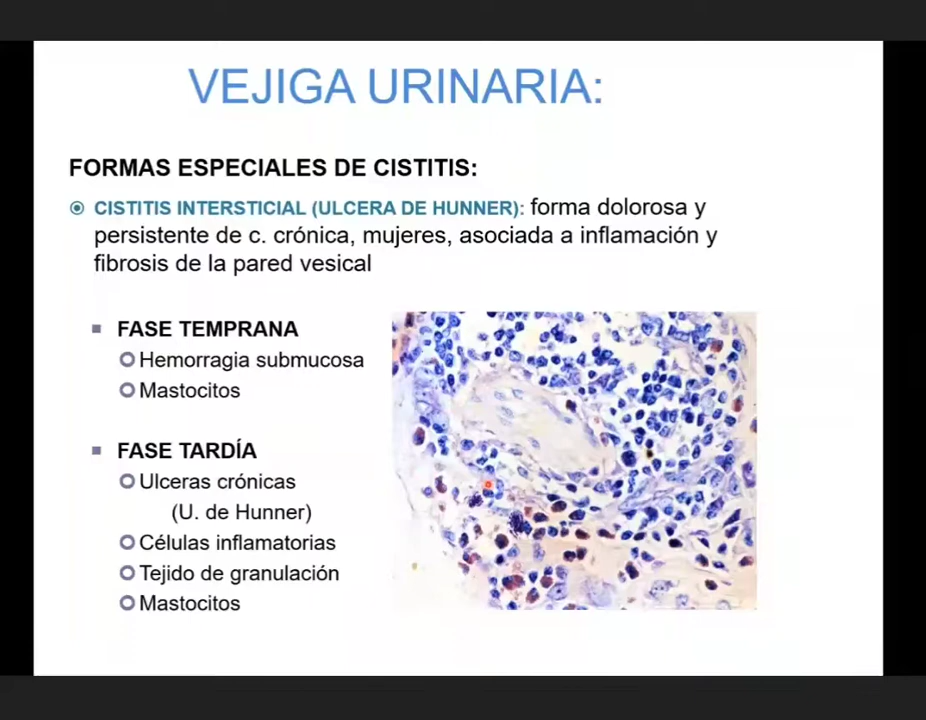 VEJIGA URINARIA:
FORMAS ESPECIALES DE CISTITIS:
CISTITIS INTERSTICIAL (ULCERA DE HUNNER): forma dolorosa y
persistente de c. crónica, mujeres, asociada a inflamación y
fibrosis de la pared vesical
FASE TEMPRANA
Hemorragia submucosa
Mastocitos
FASE TARDÍA
Ulceras crónicas
(U. de Hunner)
Células inflamatorias
Tejido de granulación
Mastocitos